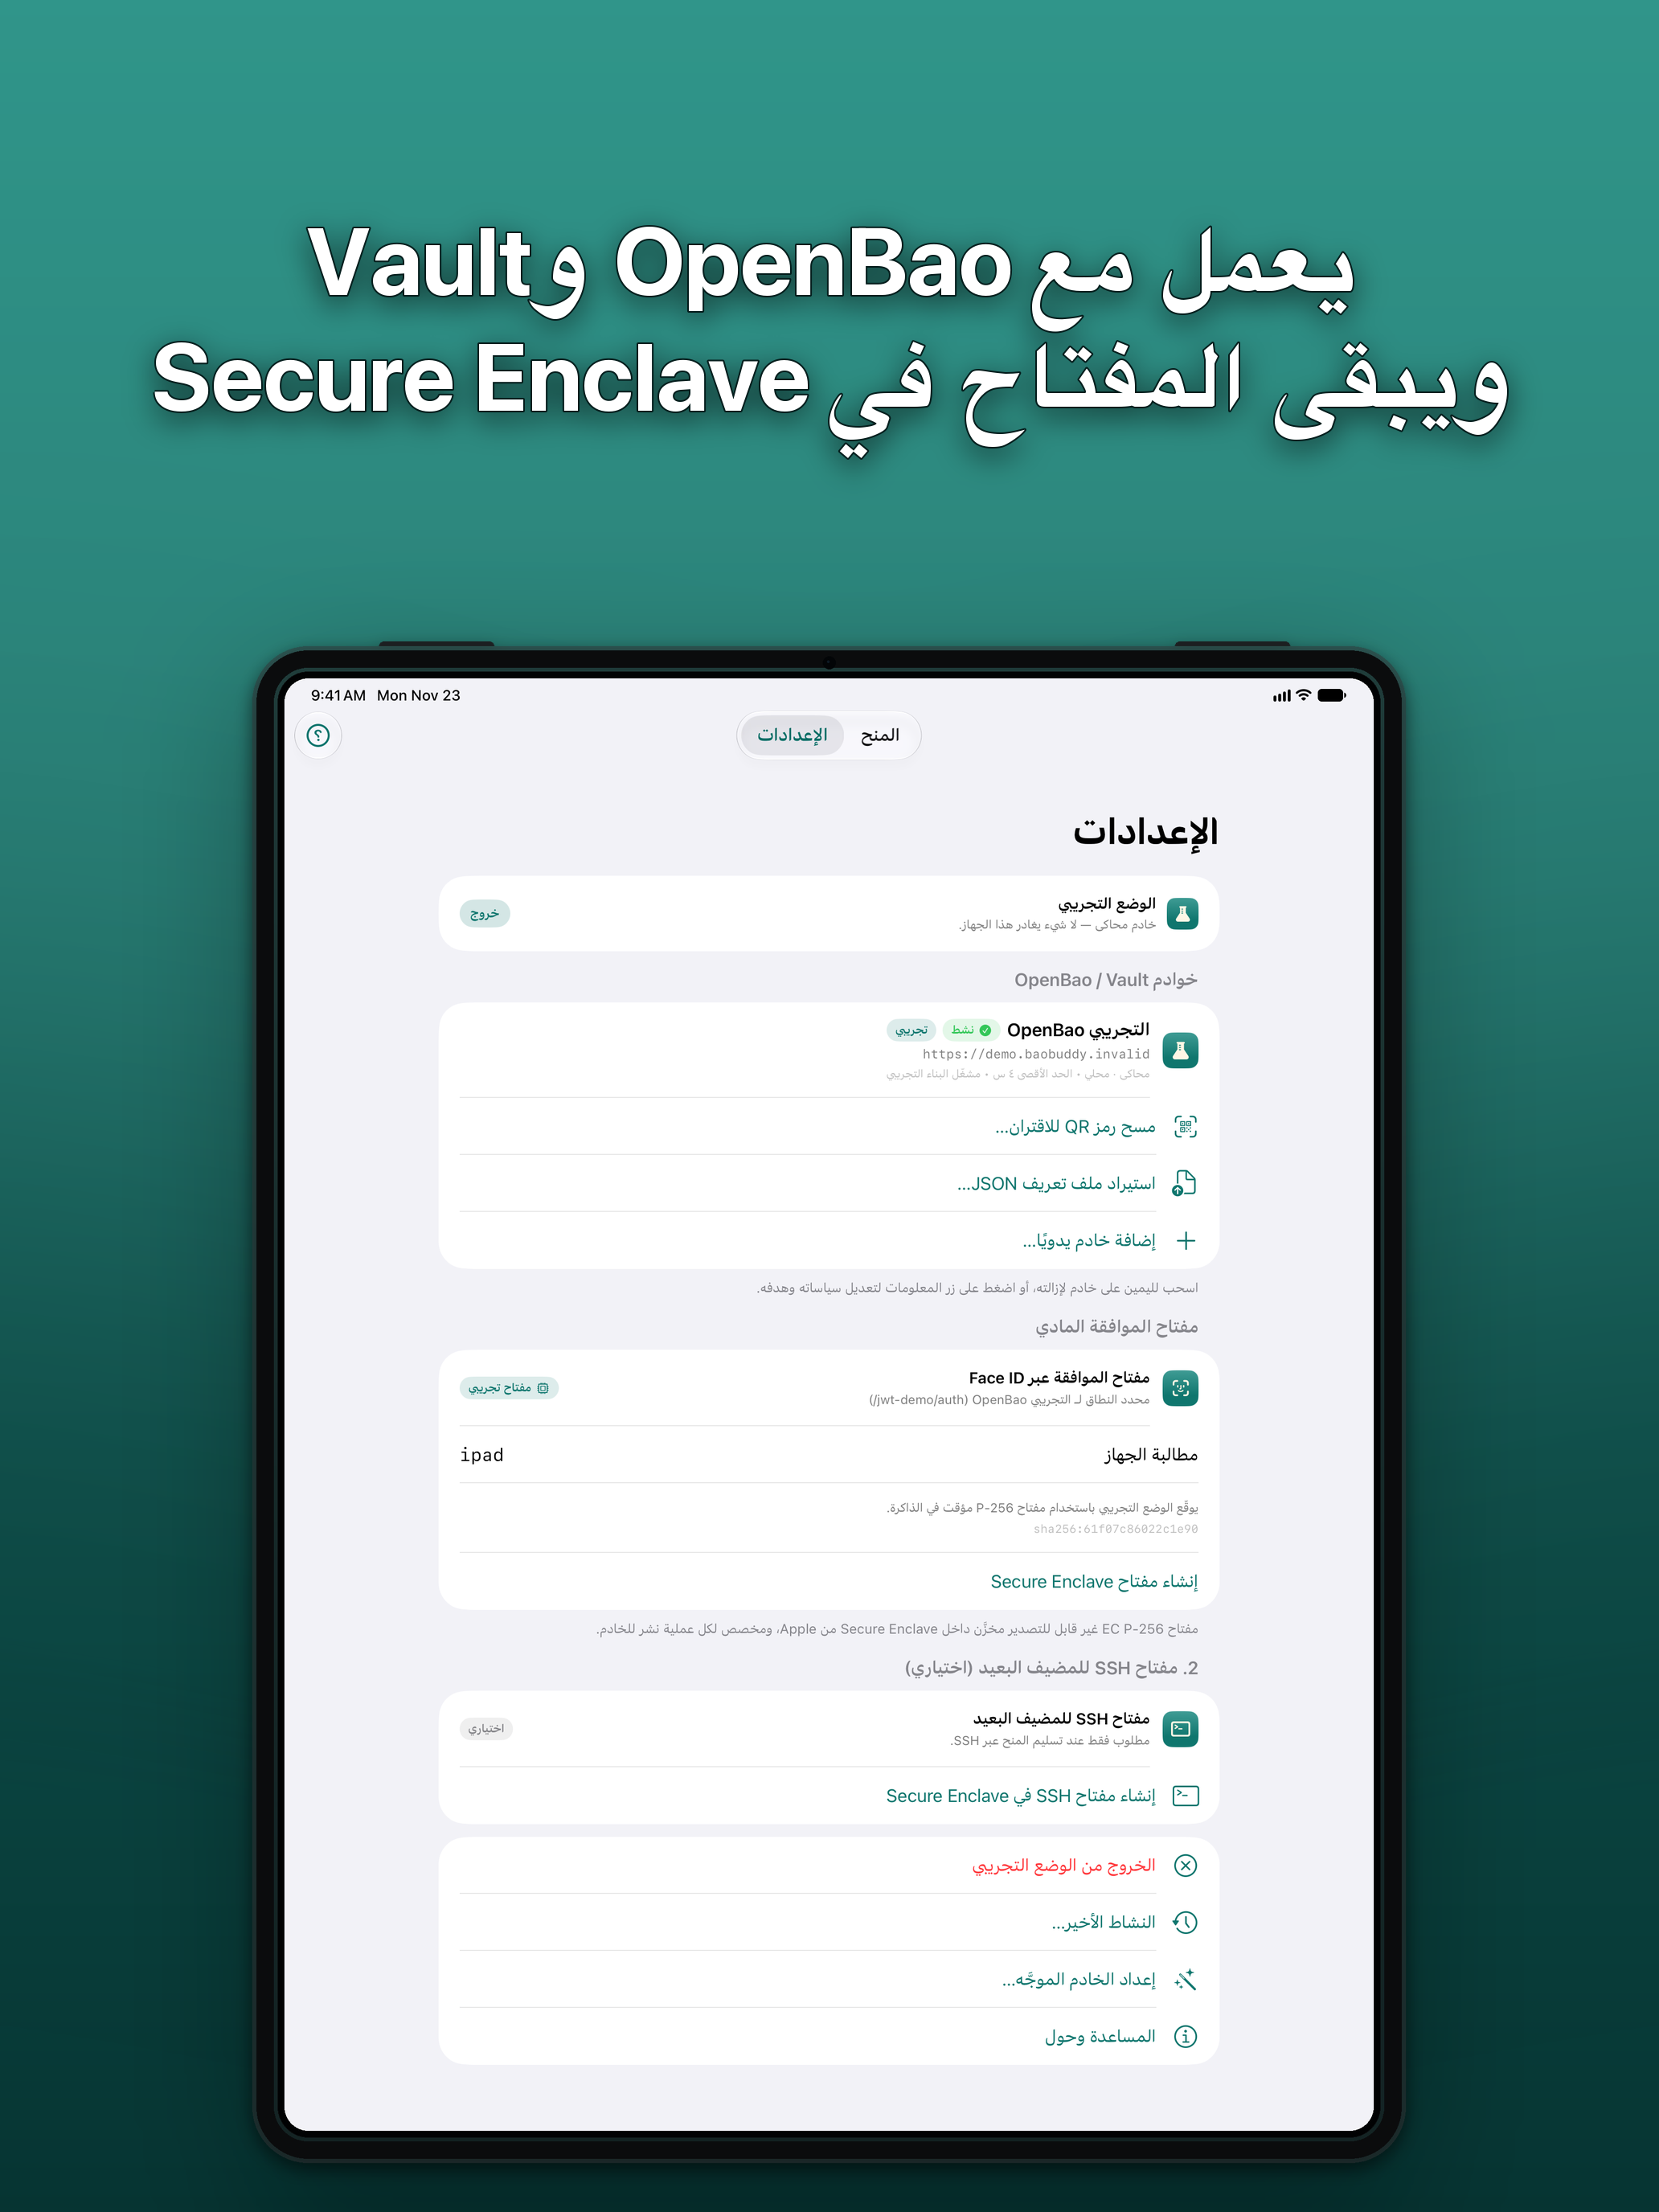 يعمل مع OpenBao وVault
ويبقى المفتاح في Secure Enclave
9:41 AM Mon Nov 23
المنح
الإعدادات
؟
الإعدادات
الوضع التجريبي
خادم محاكى — لا شيء يغادر هذا الجهاز.
خروج
خوادم OpenBao / Vault
التجريبي OpenBao
نشط
تجريبي
https://demo.baobuddy.invalid
محاكى · محلي • الحد الأقصى ٤ س • مشغّل البناء التجريبي
مسح رمز QR للاقتران...
استيراد ملف تعريف JSON...
إضافة خادم يدويًا...
اسحب لليمين على خادم لإزالته، أو اضغط على زر المعلومات لتعديل سياساته وهدفه.
مفتاح الموافقة المادي
مفتاح الموافقة عبر Face ID
محدد النطاق لـ التجريبي OpenBao (jwt-demo/auth/)
مفتاح تجريبي
مطالبة الجهاز
ipad
يوقّع الوضع التجريبي باستخدام مفتاح P-256 مؤقت في الذاكرة.
sha256:61f07c86022c1e90
إنشاء مفتاح Secure Enclave
مفتاح EC P-256 غير قابل للتصدير مخزَّن داخل Secure Enclave من Apple، ومخصص لكل عملية نشر للخادم.
2. مفتاح SSH للمضيف البعيد (اختياري)
مفتاح SSH للمضيف البعيد
مطلوب فقط عند تسليم المنح عبر SSH.
اختياري
إنشاء مفتاح SSH في Secure Enclave
الخروج من الوضع التجريبي
النشاط الأخير...
إعداد الخادم الموجَّه...
المساعدة وحول